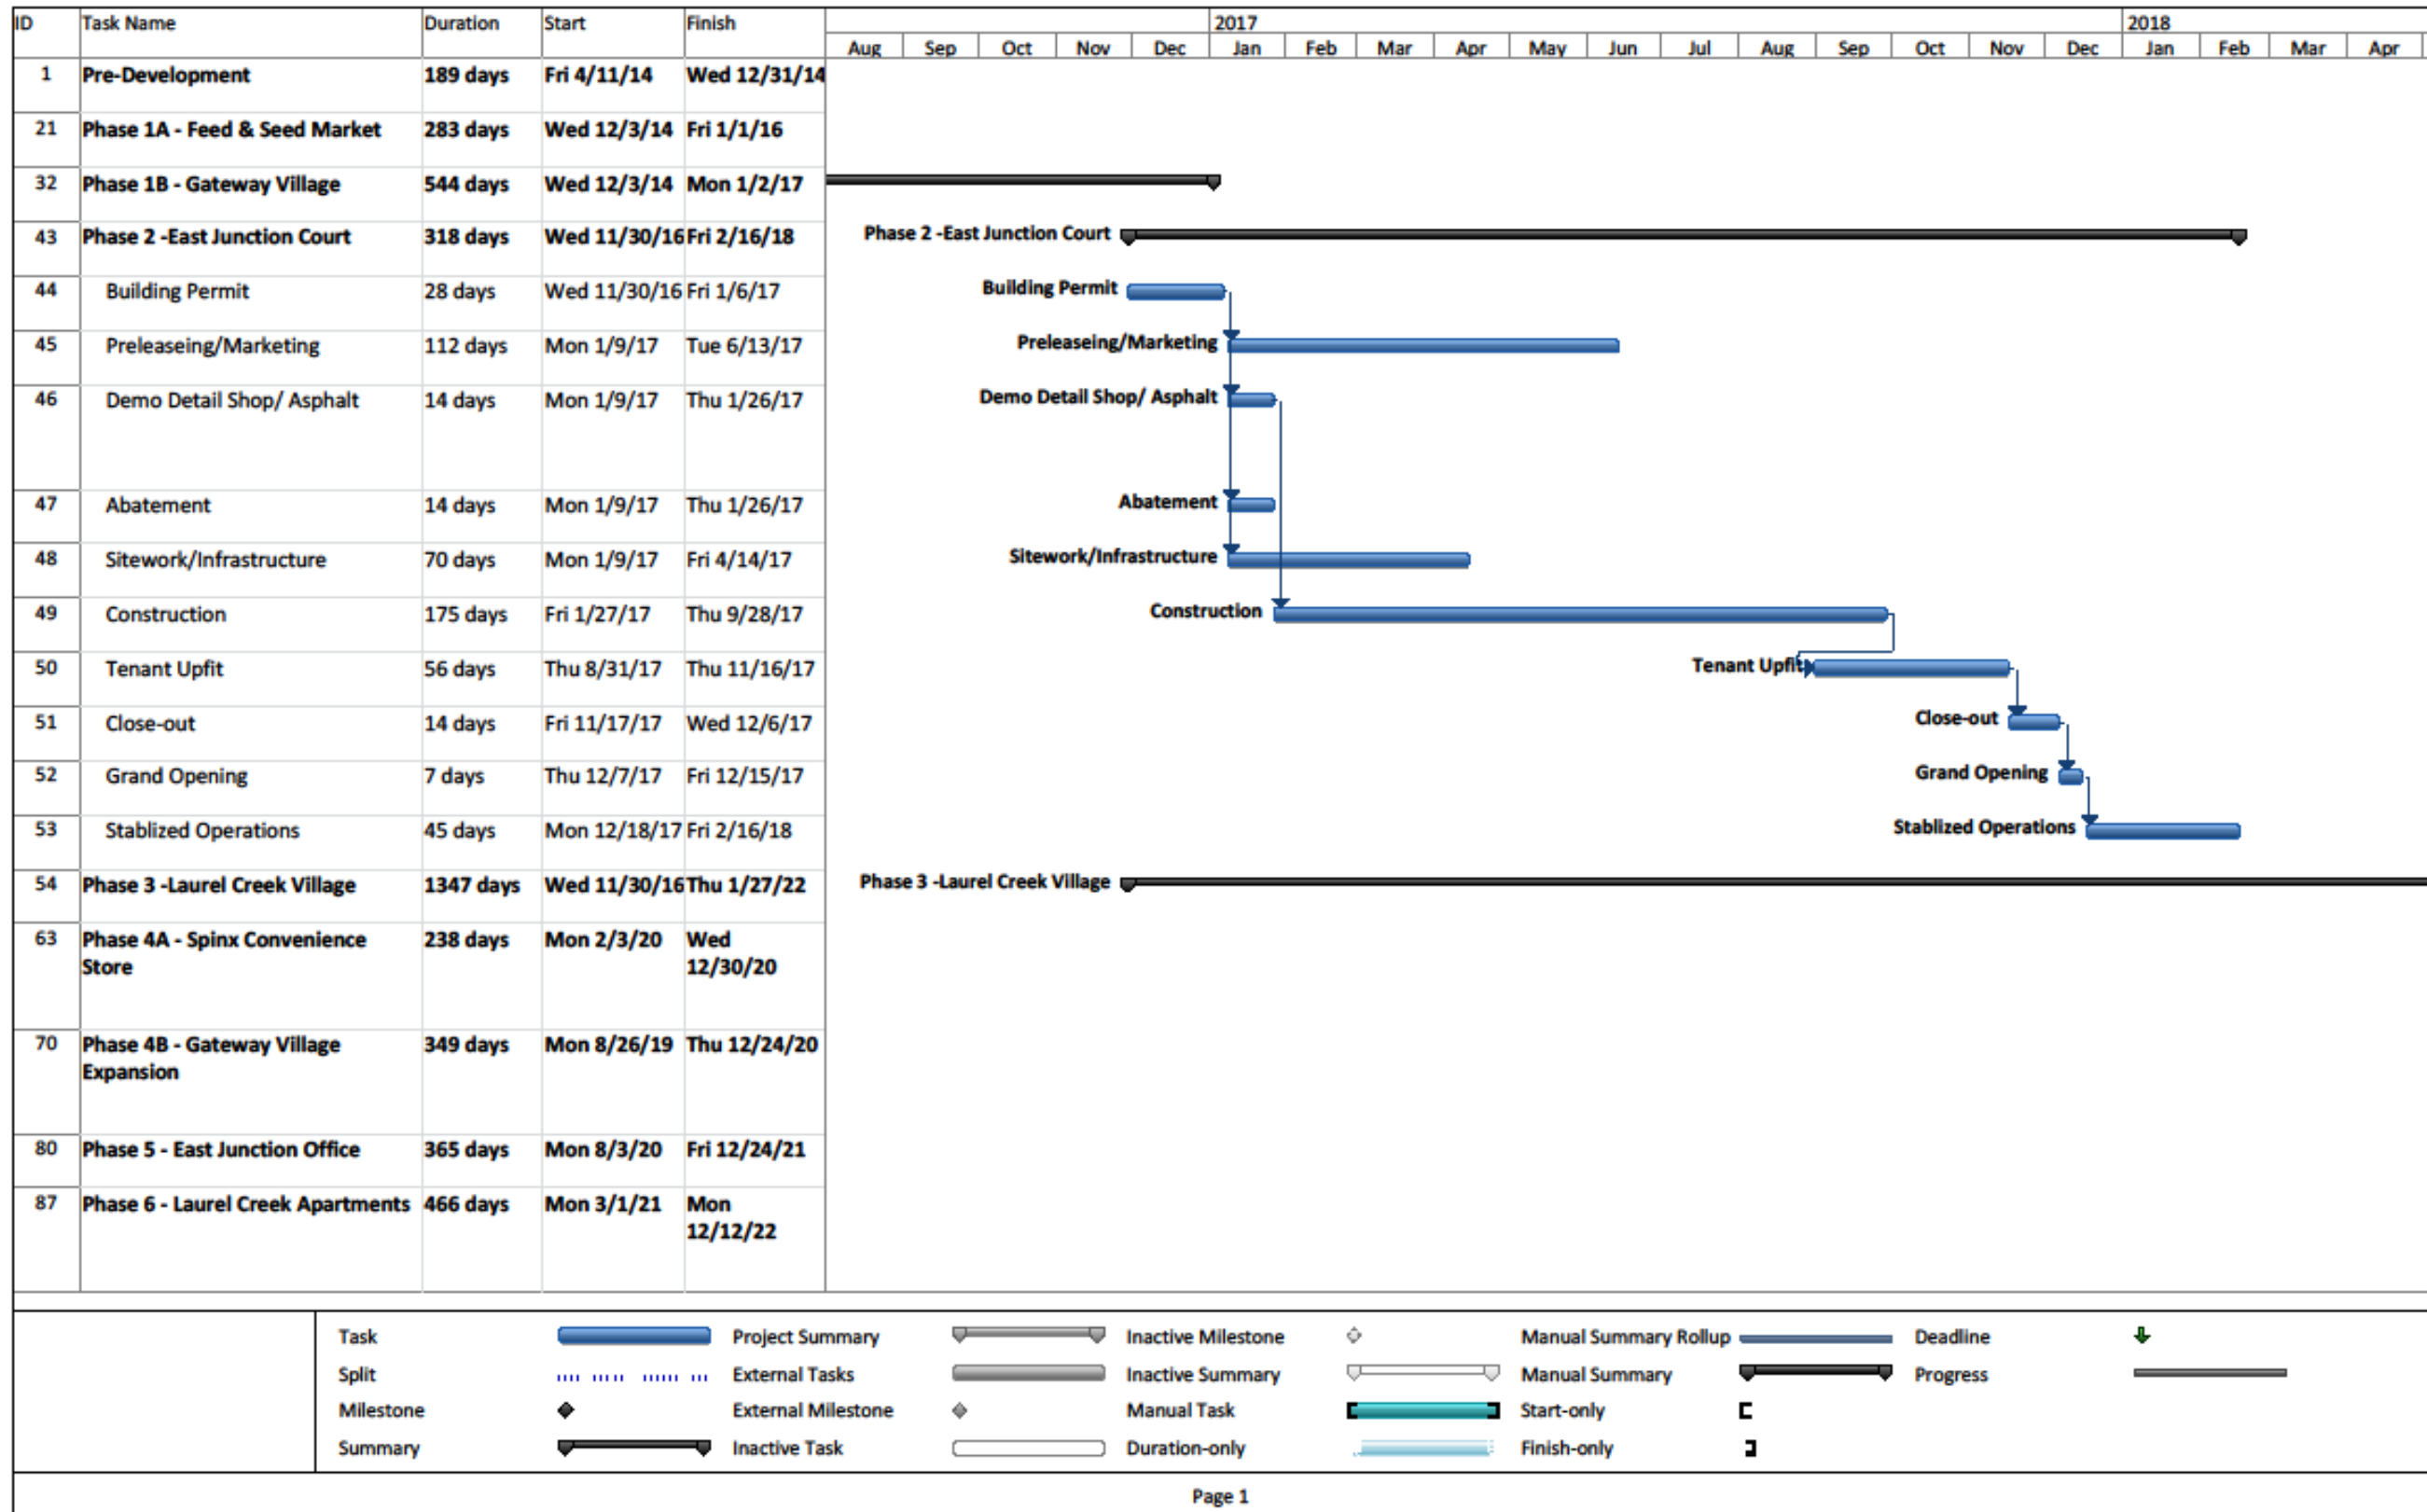 ID Task Name Duration Start Finish 2017 2018
Aug Sep Oct Nov Dec Jan Feb Mar Apr May Jun Jul Aug Sep Oct Nov Dec Jan Feb Mar Apr
1 Pre-Development 189 days Fri 4/11/14 Wed 12/31/14
21 Phase 1A - Feed & Seed Market 283 days Wed 12/3/14 Fri 1/1/16
32 Phase 1B - Gateway Village 544 days Wed 12/3/14 Mon 1/2/17
43 Phase 2 -East Junction Court 318 days Wed 11/30/16 Fri 2/16/18 Phase 2 -East Junction Court
44 Building Permit 28 days Wed 11/30/16 Fri 1/6/17 Building Permit
45 Preleaseing/Marketing 112 days Mon 1/9/17 Tue 6/13/17 Preleaseing/Marketing
46 Demo Detail Shop/ Asphalt 14 days Mon 1/9/17 Thu 1/26/17 Demo Detail Shop/ Asphalt
47 Abatement 14 days Mon 1/9/17 Thu 1/26/17 Abatement
48 Sitework/Infrastructure 70 days Mon 1/9/17 Fri 4/14/17 Sitework/Infrastructure
49 Construction 175 days Fri 1/27/17 Thu 9/28/17 Construction
50 Tenant Upfit 56 days Thu 8/31/17 Thu 11/16/17 Tenant Upfit
51 Close-out 14 days Fri 11/17/17 Wed 12/6/17 Close-out
52 Grand Opening 7 days Thu 12/7/17 Fri 12/15/17 Grand Opening
53 Stablized Operations 45 days Mon 12/18/17 Fri 2/16/18 Stablized Operations
54 Phase 3 -Laurel Creek Village 1347 days Wed 11/30/16 Thu 1/27/22 Phase 3 -Laurel Creek Village
63 Phase 4A - Spinx Convenience 238 days Mon 2/3/20 Wed
Store 12/30/20
70 Phase 4B - Gateway Village 349 days Mon 8/26/19 Thu 12/24/20
Expansion
80 Phase 5 - East Junction Office 365 days Mon 8/3/20 Fri 12/24/21
87 Phase 6 - Laurel Creek Apartments 466 days Mon 3/1/21 Mon
12/12/22
Task Project Summary Inactive Milestone Manual Summary Rollup Deadline
Split External Tasks Inactive Summary Manual Summary Progress
Milestone External Milestone Manual Task Start-only
Summary Inactive Task Duration-only Finish-only
Page 1